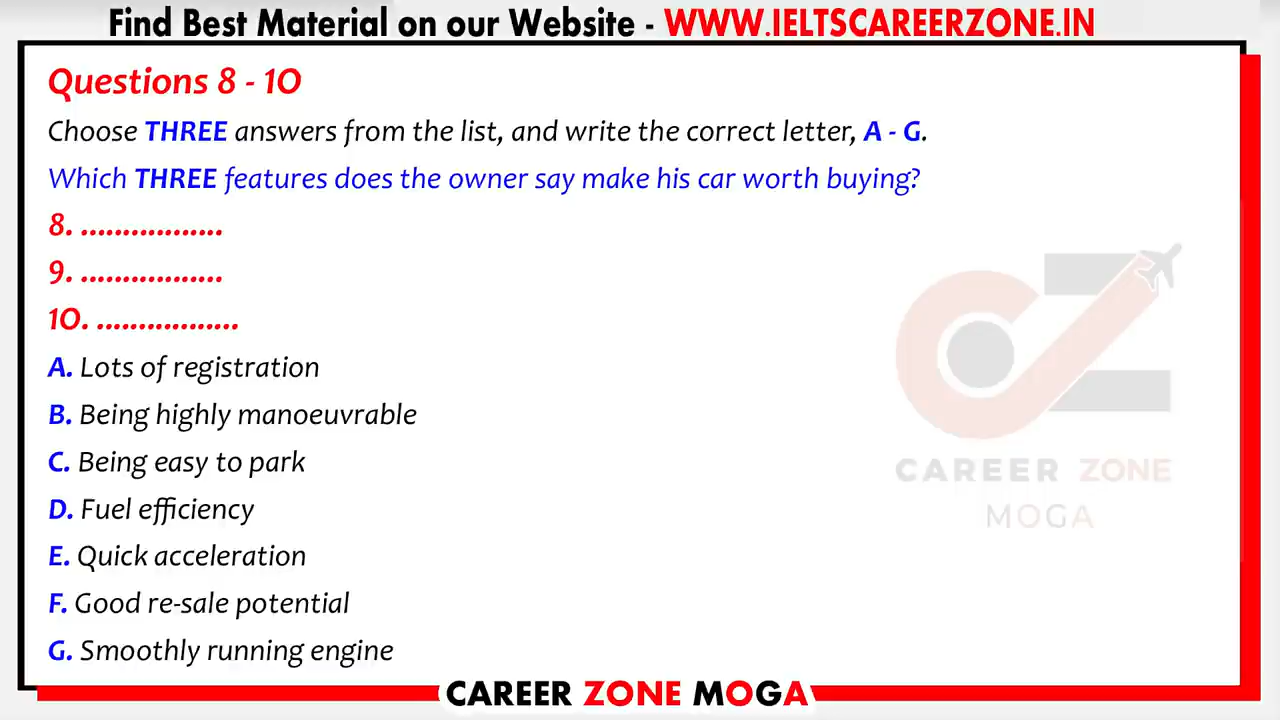 Find Best Material on our Website - WWW.IELTSCAREERZONE.IN
Questions 8 - 10
Choose THREE answers from the list, and write the correct letter, A - G.
Which THREE features does the owner say make his car worth buying?
8. .................
9. .................
10. .................
A. Lots of registration
B. Being highly manoeuvrable
C. Being easy to park
D. Fuel efficiency
E. Quick acceleration
F. Good re-sale potential
G. Smoothly running engine
CZ
CAREER ZONE
MOGA
CAREER ZONE MOGA